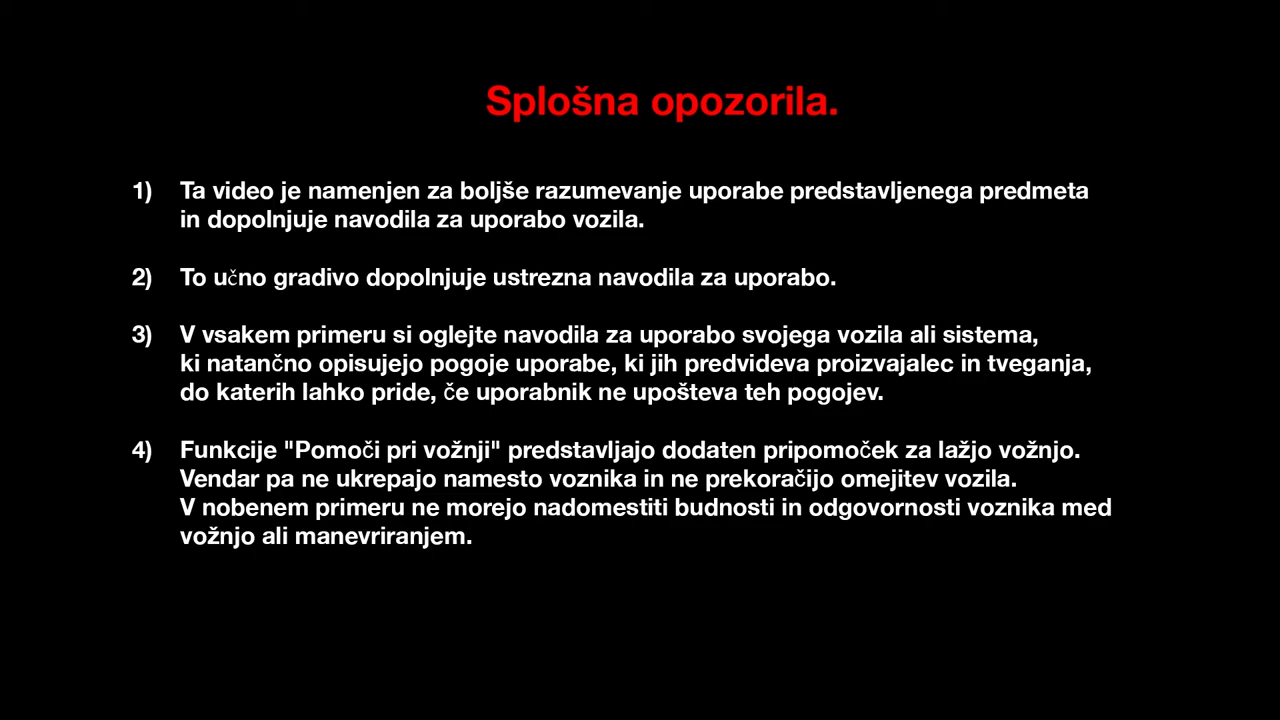 Splošna opozorila.
1) Ta video je namenjen za boljše razumevanje uporabe predstavljenega predmeta
in dopolnjuje navodila za uporabo vozila.
2) To učno gradivo dopolnjuje ustrezna navodila za uporabo.
3) V vsakem primeru si oglejte navodila za uporabo svojega vozila ali sistema,
ki natančno opisujejo pogoje uporabe, ki jih predvideva proizvajalec in tveganja,
do katerih lahko pride, če uporabnik ne upošteva teh pogojev.
4) Funkcije "Pomoči pri vožnji" predstavljajo dodaten pripomoček za lažjo vožnjo.
Vendar pa ne ukrepajo namesto voznika in ne prekoračijo omejitev vozila.
V nobenem primeru ne morejo nadomestiti budnosti in odgovornosti voznika med
vožnjo ali manevriranjem.